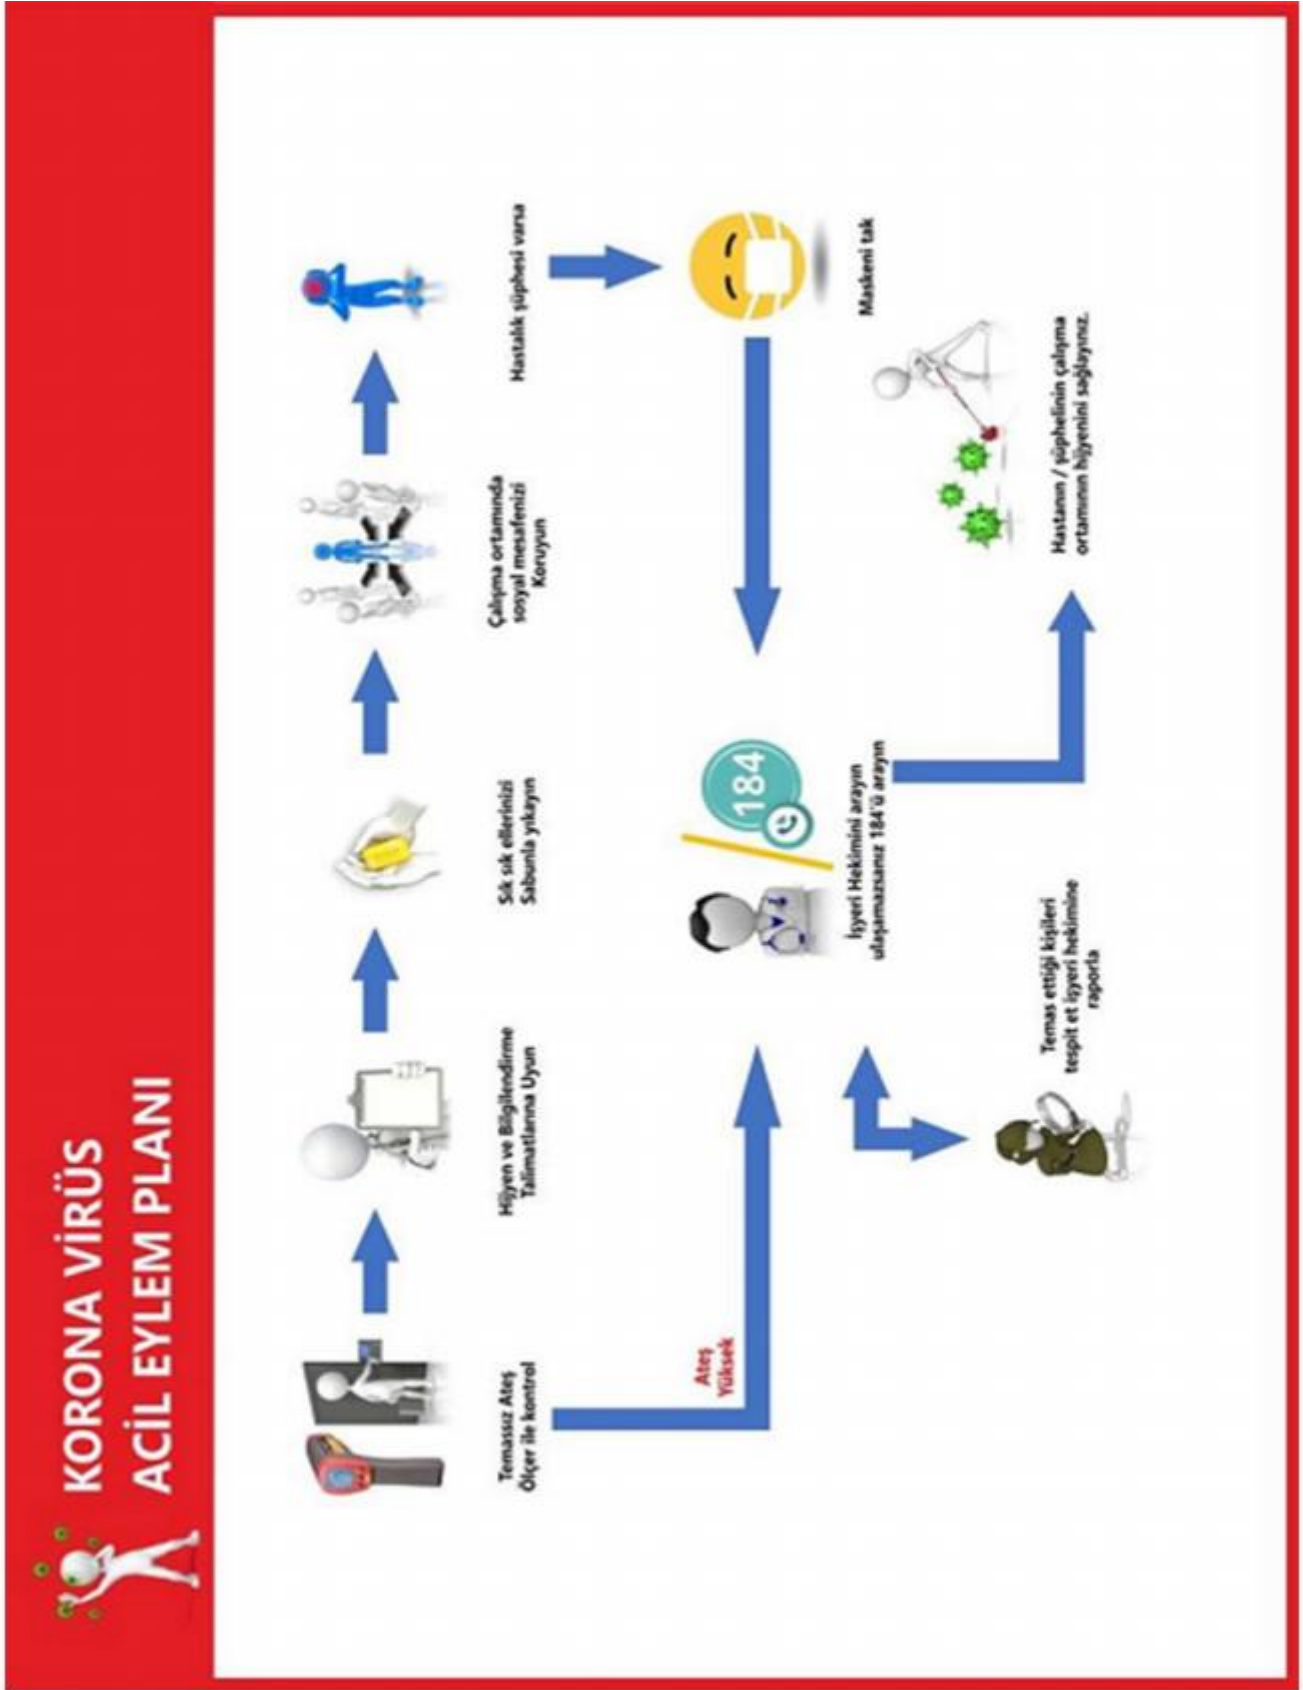 KORONA VİRÜS
ACİL EYLEM PLANI
Temassız Ateş
Ölçer ile kontrol
Hijyen ve Bilgilendirme
Talimatlarına Uyun
Sık sık ellerinizi
Sabunla yıkayın
Çalışma ortamında
sosyal mesafenizi
Koruyun
Hastalık şüphesi varsa
Ateş
Yüksek
184
İşyeri Hekimini arayın
ulaşamazsanız 184'ü arayın
Maskeni tak
Temas ettiği kişileri
tespit et işyeri hekimine
raporla
Hastanın / şüphelinin çalışma
ortamının hijyenini sağlayınız.